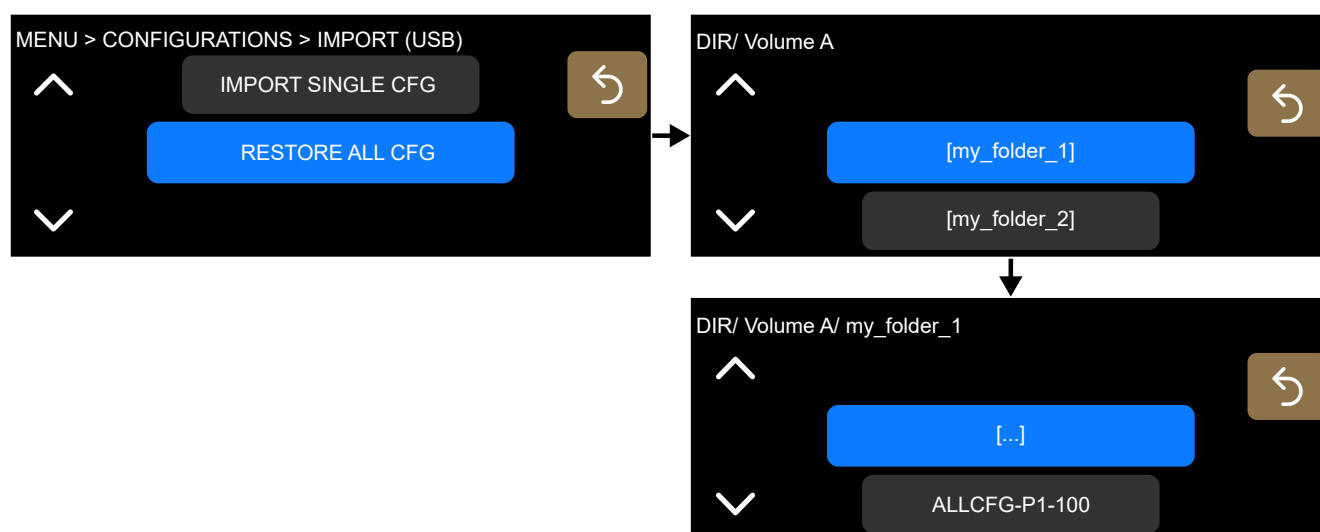 MENU > CONFIGURATIONS > IMPORT (USB)
IMPORT SINGLE CFG
RESTORE ALL CFG
DIR/ Volume A
[my_folder_1]
[my_folder_2]
DIR/ Volume A/ my_folder_1
[...]
ALLCFG-P1-100